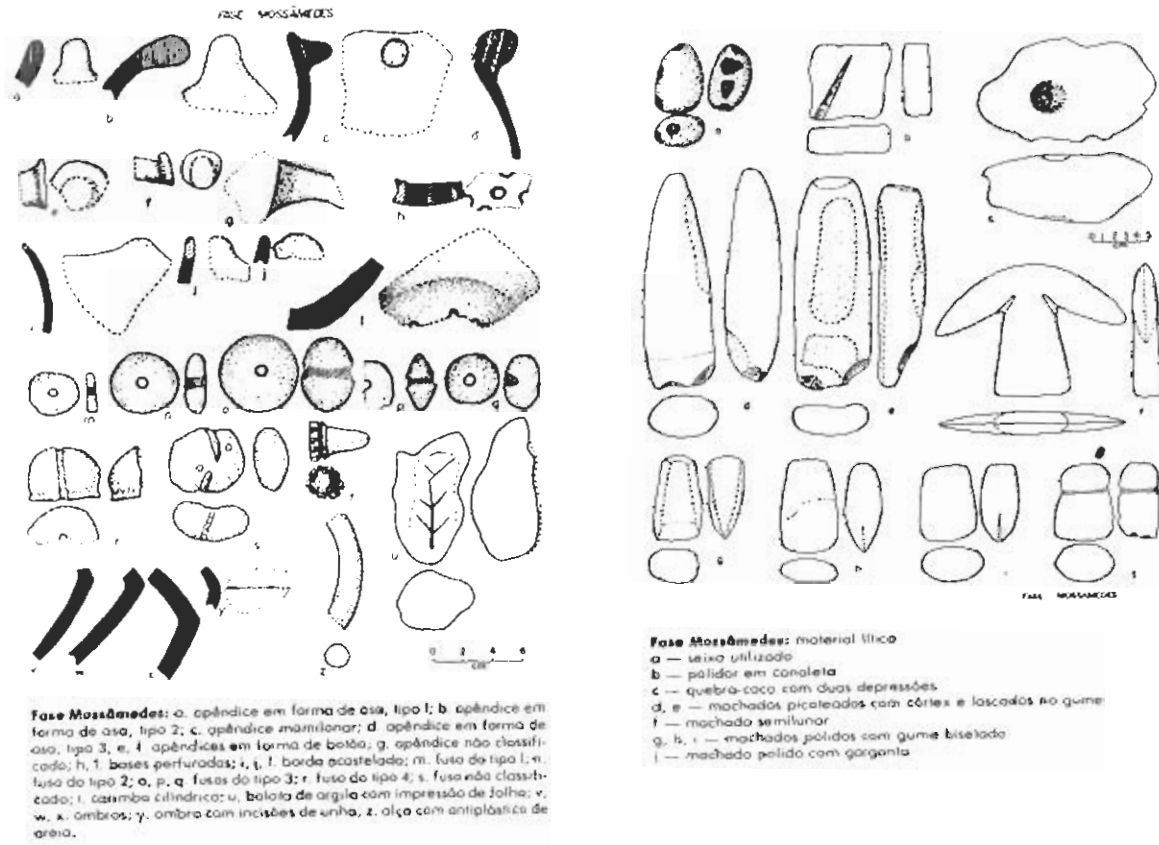 FASE MOSSÂMEDES
a
b
c
d
e
f
g
h
i
j
l
m
n
o
p
q
r
s
t
u
v
w
x
y
z
0 2 4 6
cm
Fase Mossâmedes: a. apêndice em forma de asa, tipo 1; b. apêndice em
forma de asa, tipo 2; c. apêndice mamilonar; d. apêndice em forma de
asa, tipo 3, e, f. apêndices em forma de botão; g. apêndice não classifi-
cado; h, l. bases perfuradas; i, j, l. borda acastelada; m. fuso do tipo 1; n.
fuso do tipo 2; o, p, q. fusos do tipo 3; r. fuso do tipo 4; s. fuso não classifi-
cado; t. carimbo cilíndrico; u, bolota de argila com impressão de folha; v,
w, x. ombros; y. ombro com incisões de unha, z. alça com antiplástico de
areia.
a
b
c
d
e
f
g
h
i
j
FASE MOSSÂMEDES
Fase Mossâmedes: material lítico
a — seixo utilizado
b — polidor em canaleta
c — quebra-coco com duas depressões
d, e — machados picoteados com córtex e lascados no gume
f — machado semilunar
g, h, i — machados polidos com gume biselado
j — machado polido com garganta